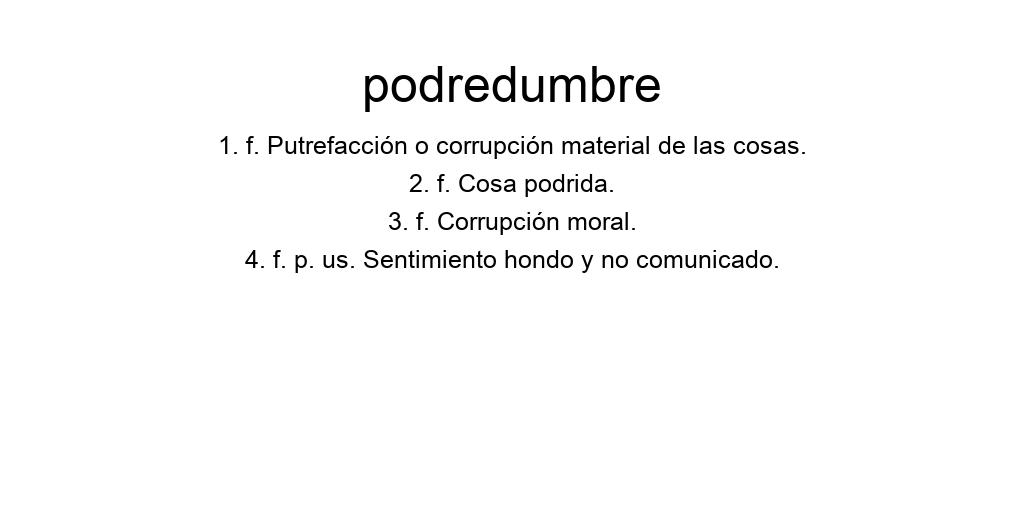 podredumbre
1. f. Putrefacción o corrupción material de las cosas.
2. f. Cosa podrida.
3. f. Corrupción moral.
4. f. p. us. Sentimiento hondo y no comunicado.